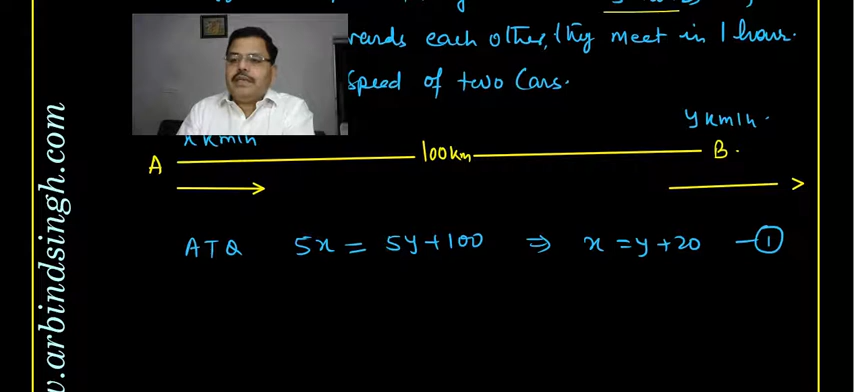 wards each other, they meet in 1 hour.
speed of two Cars.
x km/h
y km/h.
A
100km
B.
ATQ 5x = 5y+100 ⇒ x = y+20 —①
w.arbindsingh.com